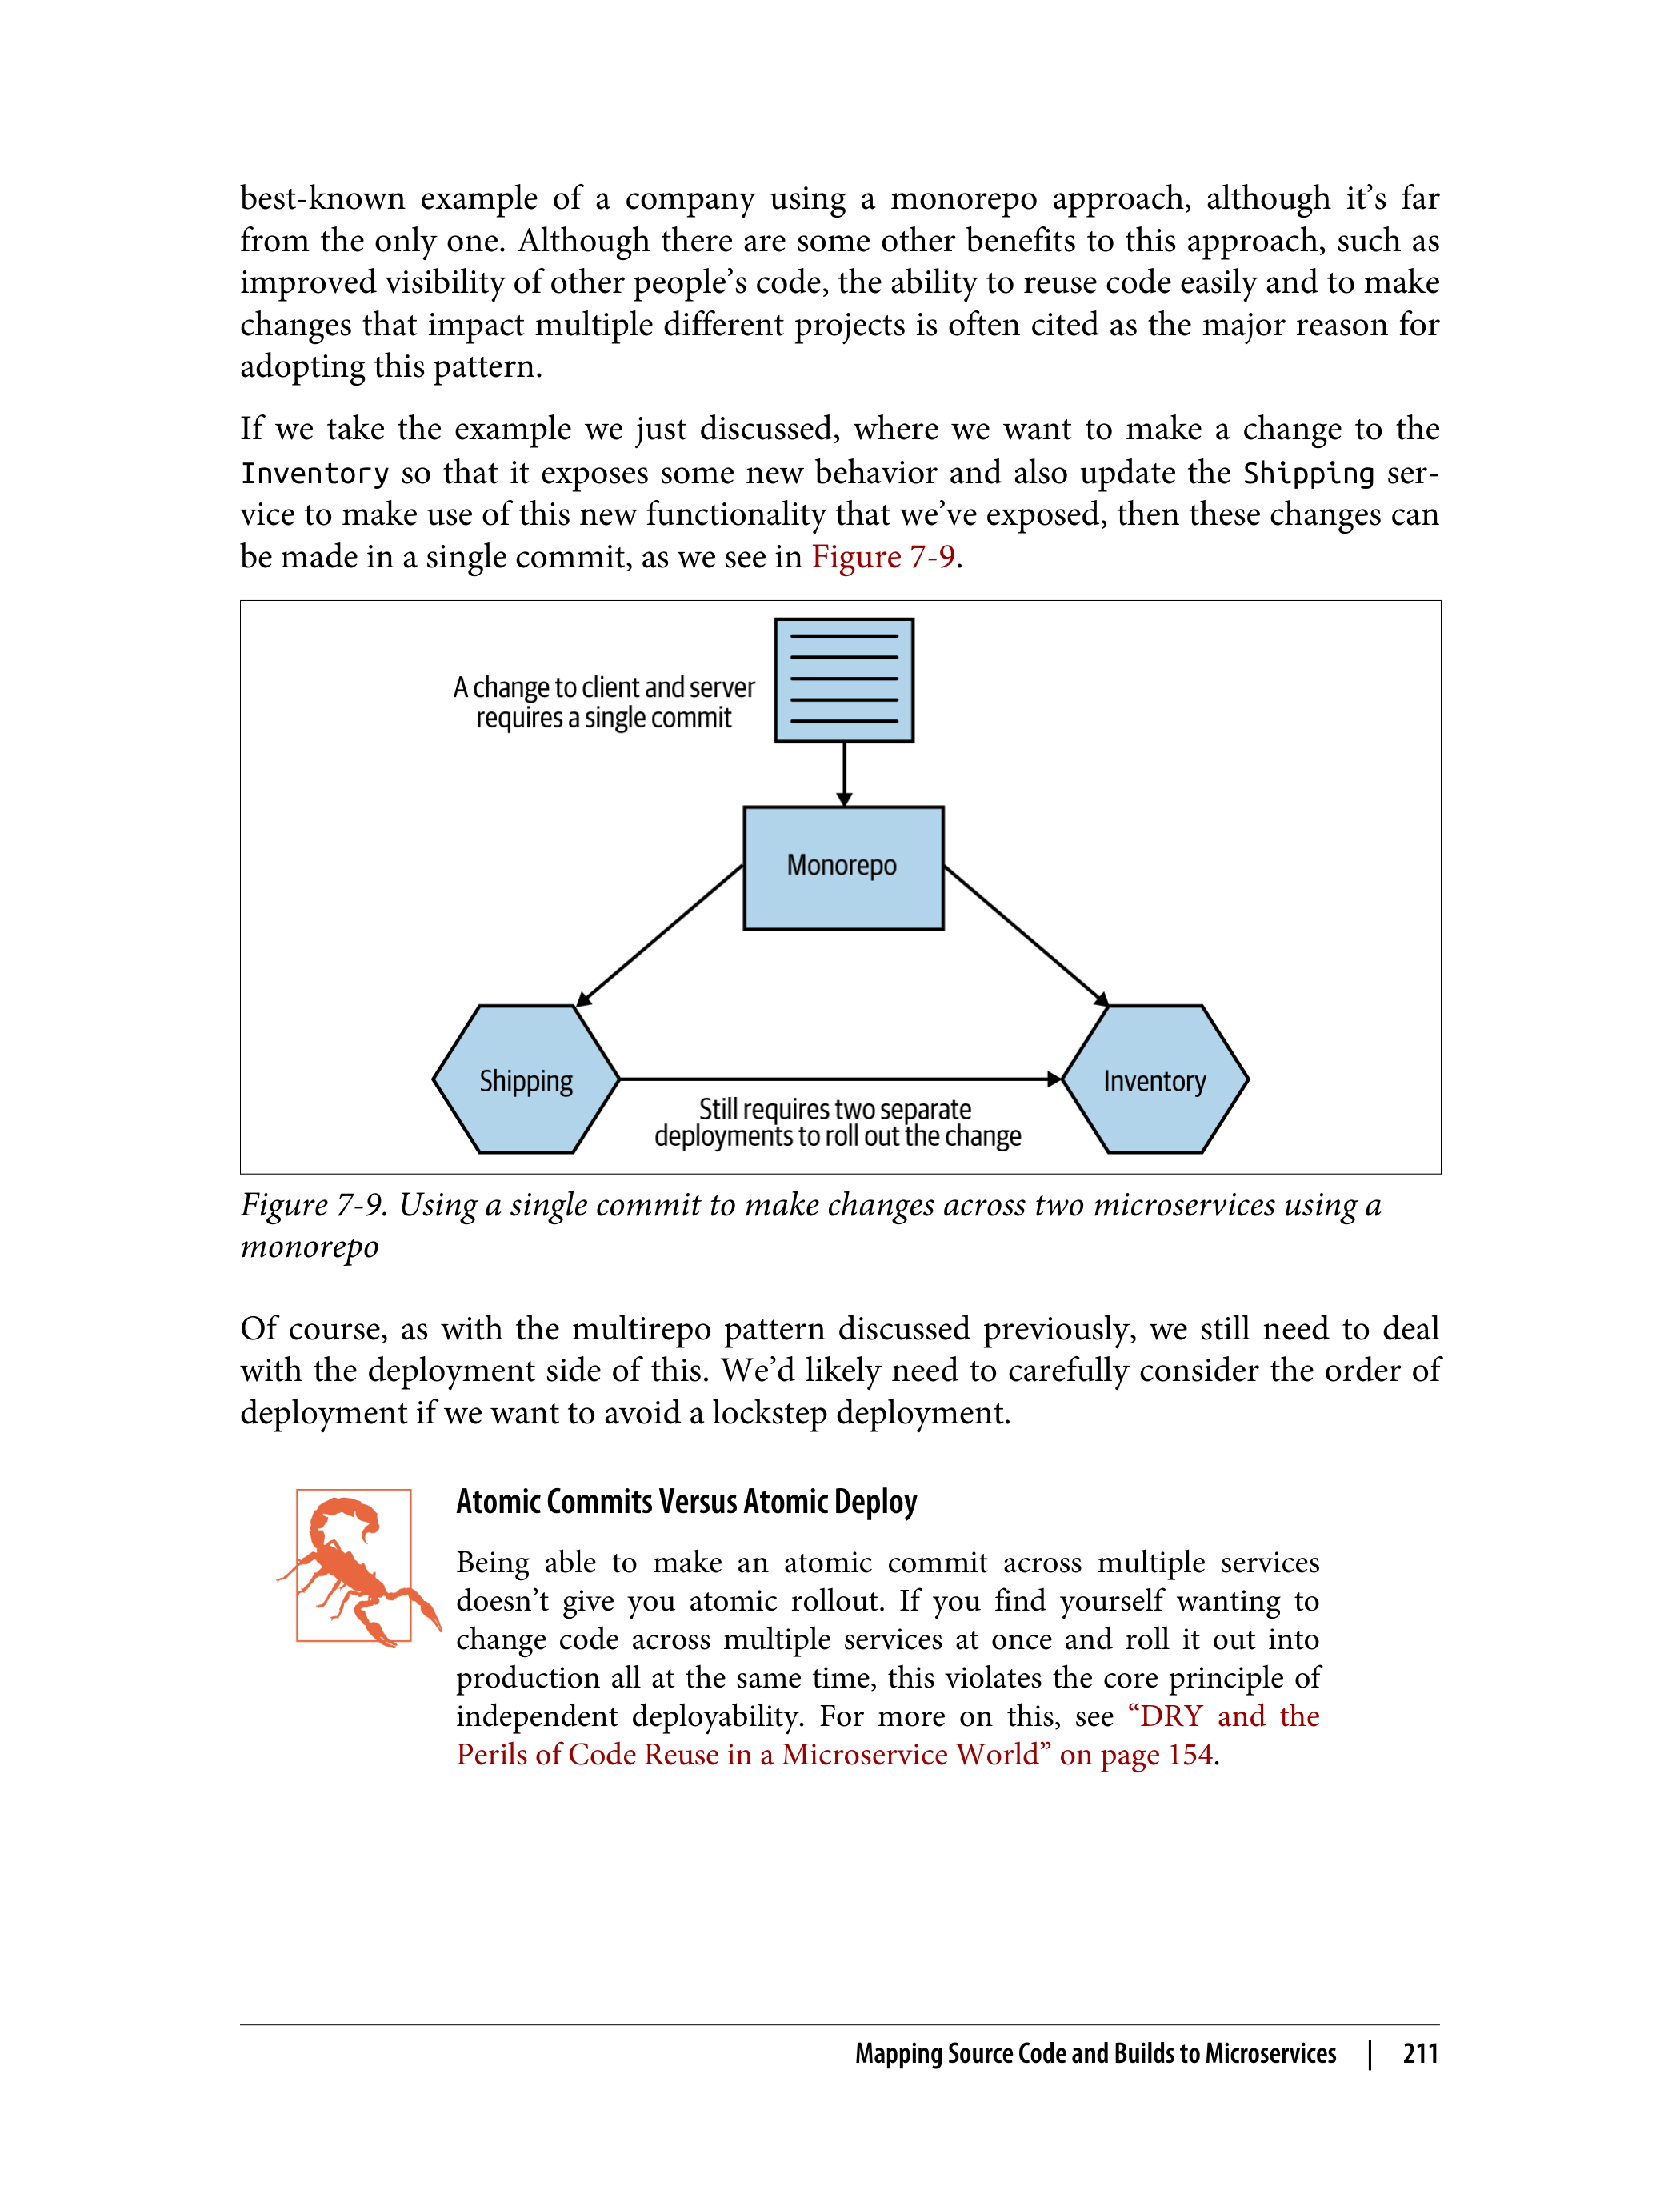 best-known example of a company using a monorepo approach, although it’s far
from the only one. Although there are some other benefits to this approach, such as
improved visibility of other people’s code, the ability to reuse code easily and to make
changes that impact multiple different projects is often cited as the major reason for
adopting this pattern.
If we take the example we just discussed, where we want to make a change to the
Inventory so that it exposes some new behavior and also update the Shipping ser-
vice to make use of this new functionality that we’ve exposed, then these changes can
be made in a single commit, as we see in Figure 7-9.
A change to client and server
requires a single commit
Monorepo
Shipping
Inventory
Still requires two separate
deployments to roll out the change
Figure 7-9. Using a single commit to make changes across two microservices using a
monorepo
Of course, as with the multirepo pattern discussed previously, we still need to deal
with the deployment side of this. We’d likely need to carefully consider the order of
deployment if we want to avoid a lockstep deployment.
Atomic Commits Versus Atomic Deploy
Being able to make an atomic commit across multiple services
doesn’t give you atomic rollout. If you find yourself wanting to
change code across multiple services at once and roll it out into
production all at the same time, this violates the core principle of
independent deployability. For more on this, see “DRY and the
Perils of Code Reuse in a Microservice World” on page 154.
Mapping Source Code and Builds to Microservices | 211